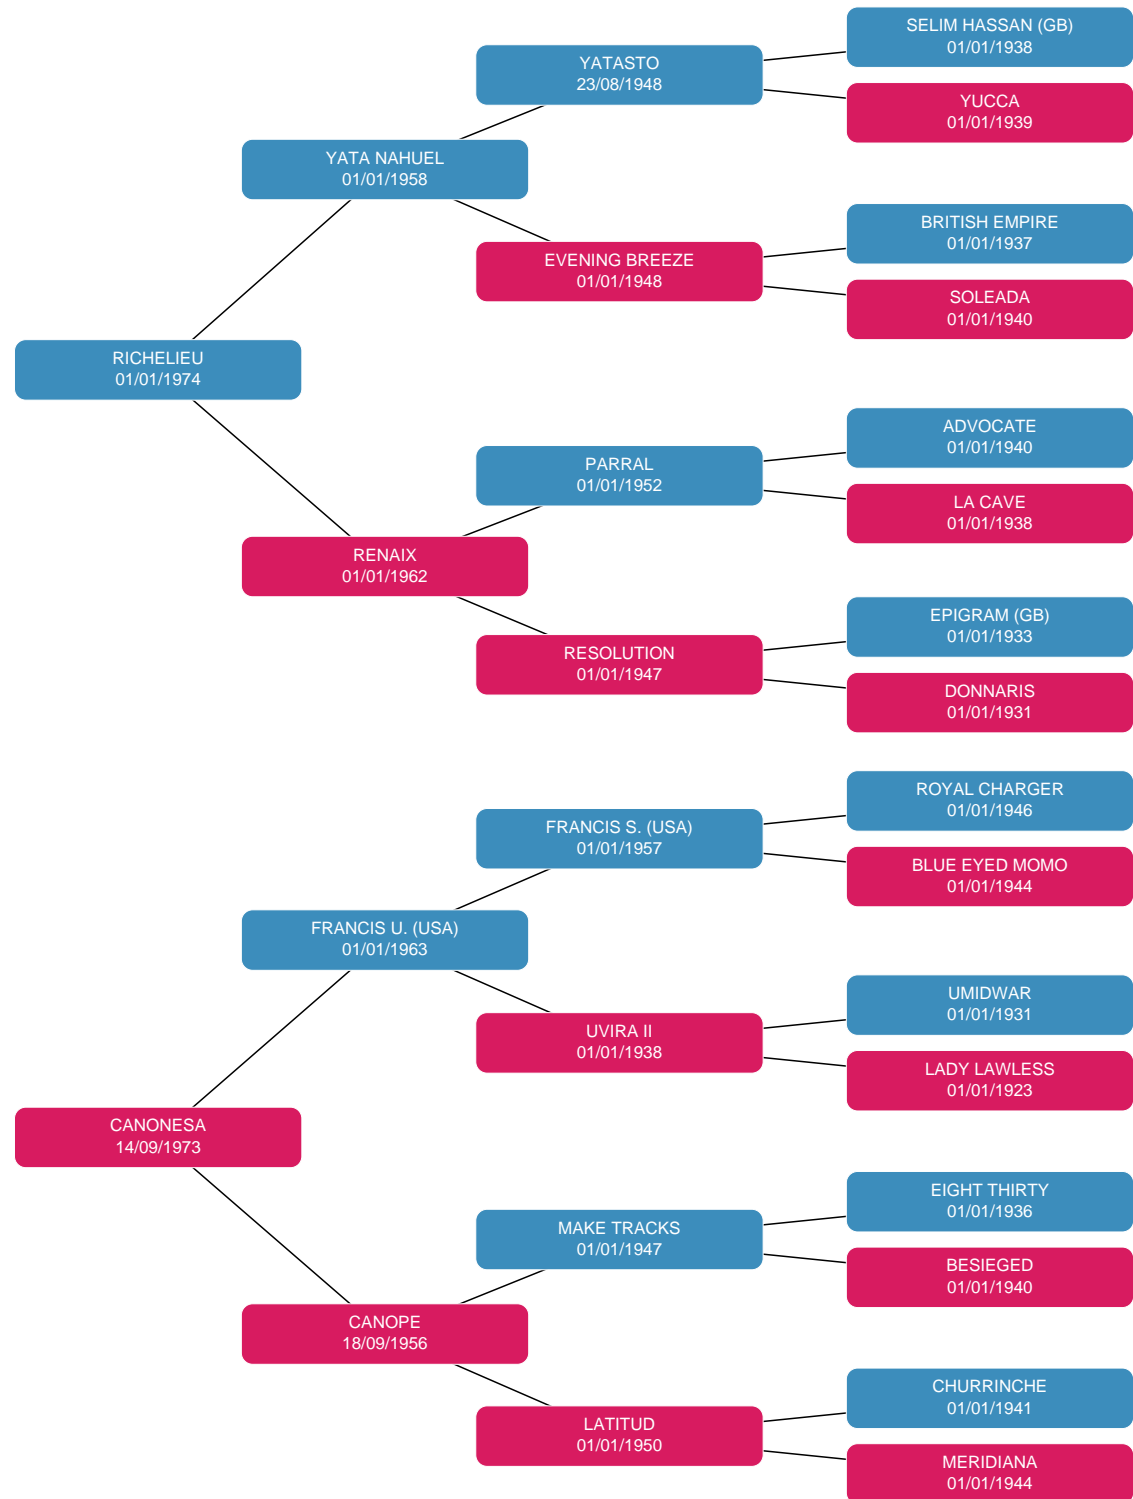 SELIM HASSAN (GB)
01/01/1938
YATASTO
23/08/1948
YUCCA
01/01/1939
YATA NAHUEL
01/01/1958
BRITISH EMPIRE
01/01/1937
EVENING BREEZE
01/01/1948
SOLEADA
01/01/1940
RICHELIEU
01/01/1974
ADVOCATE
01/01/1940
PARRAL
01/01/1952
LA CAVE
01/01/1938
RENAIX
01/01/1962
EPIGRAM (GB)
01/01/1933
RESOLUTION
01/01/1947
DONNARIS
01/01/1931
ROYAL CHARGER
01/01/1946
FRANCIS S. (USA)
01/01/1957
BLUE EYED MOMO
01/01/1944
FRANCIS U. (USA)
01/01/1963
UMIDWAR
01/01/1931
UVIRA II
01/01/1938
LADY LAWLESS
01/01/1923
CANONESA
14/09/1973
EIGHT THIRTY
01/01/1936
MAKE TRACKS
01/01/1947
BESIEGED
01/01/1940
CANOPE
18/09/1956
CHURRINCHE
01/01/1941
LATITUD
01/01/1950
MERIDIANA
01/01/1944